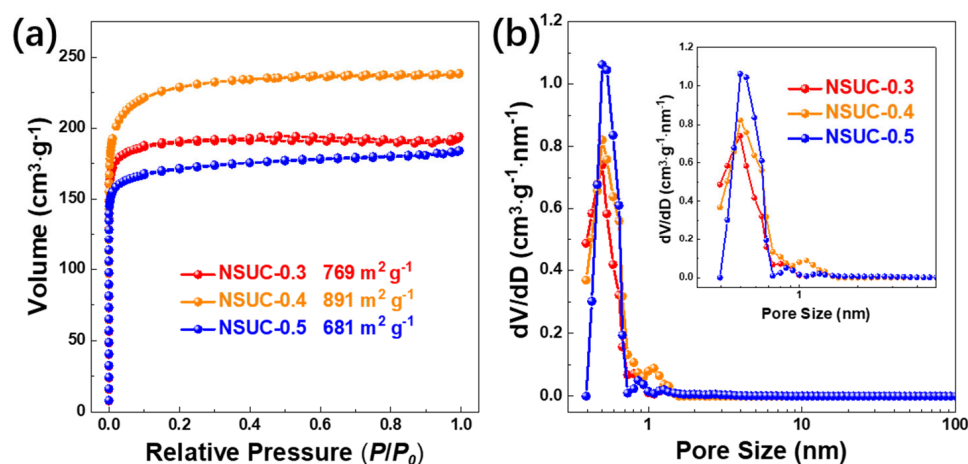 (a)
Volume (cm³·g⁻¹)
250
200
150
100
50
0
NSUC-0.3 769 m² g⁻¹
NSUC-0.4 891 m² g⁻¹
NSUC-0.5 681 m² g⁻¹
0.0 0.2 0.4 0.6 0.8 1.0
Relative Pressure (P/P₀)
(b)
dV/dD (cm³·g⁻¹·nm⁻¹)
1.2
1.0
0.8
0.6
0.4
0.2
0.0
1 10 100
Pore Size (nm)
dV/dD (cm³·g⁻¹·nm⁻¹)
1.2
1.0
0.8
0.6
0.4
0.2
0.0
NSUC-0.3
NSUC-0.4
NSUC-0.5
1
Pore Size (nm)